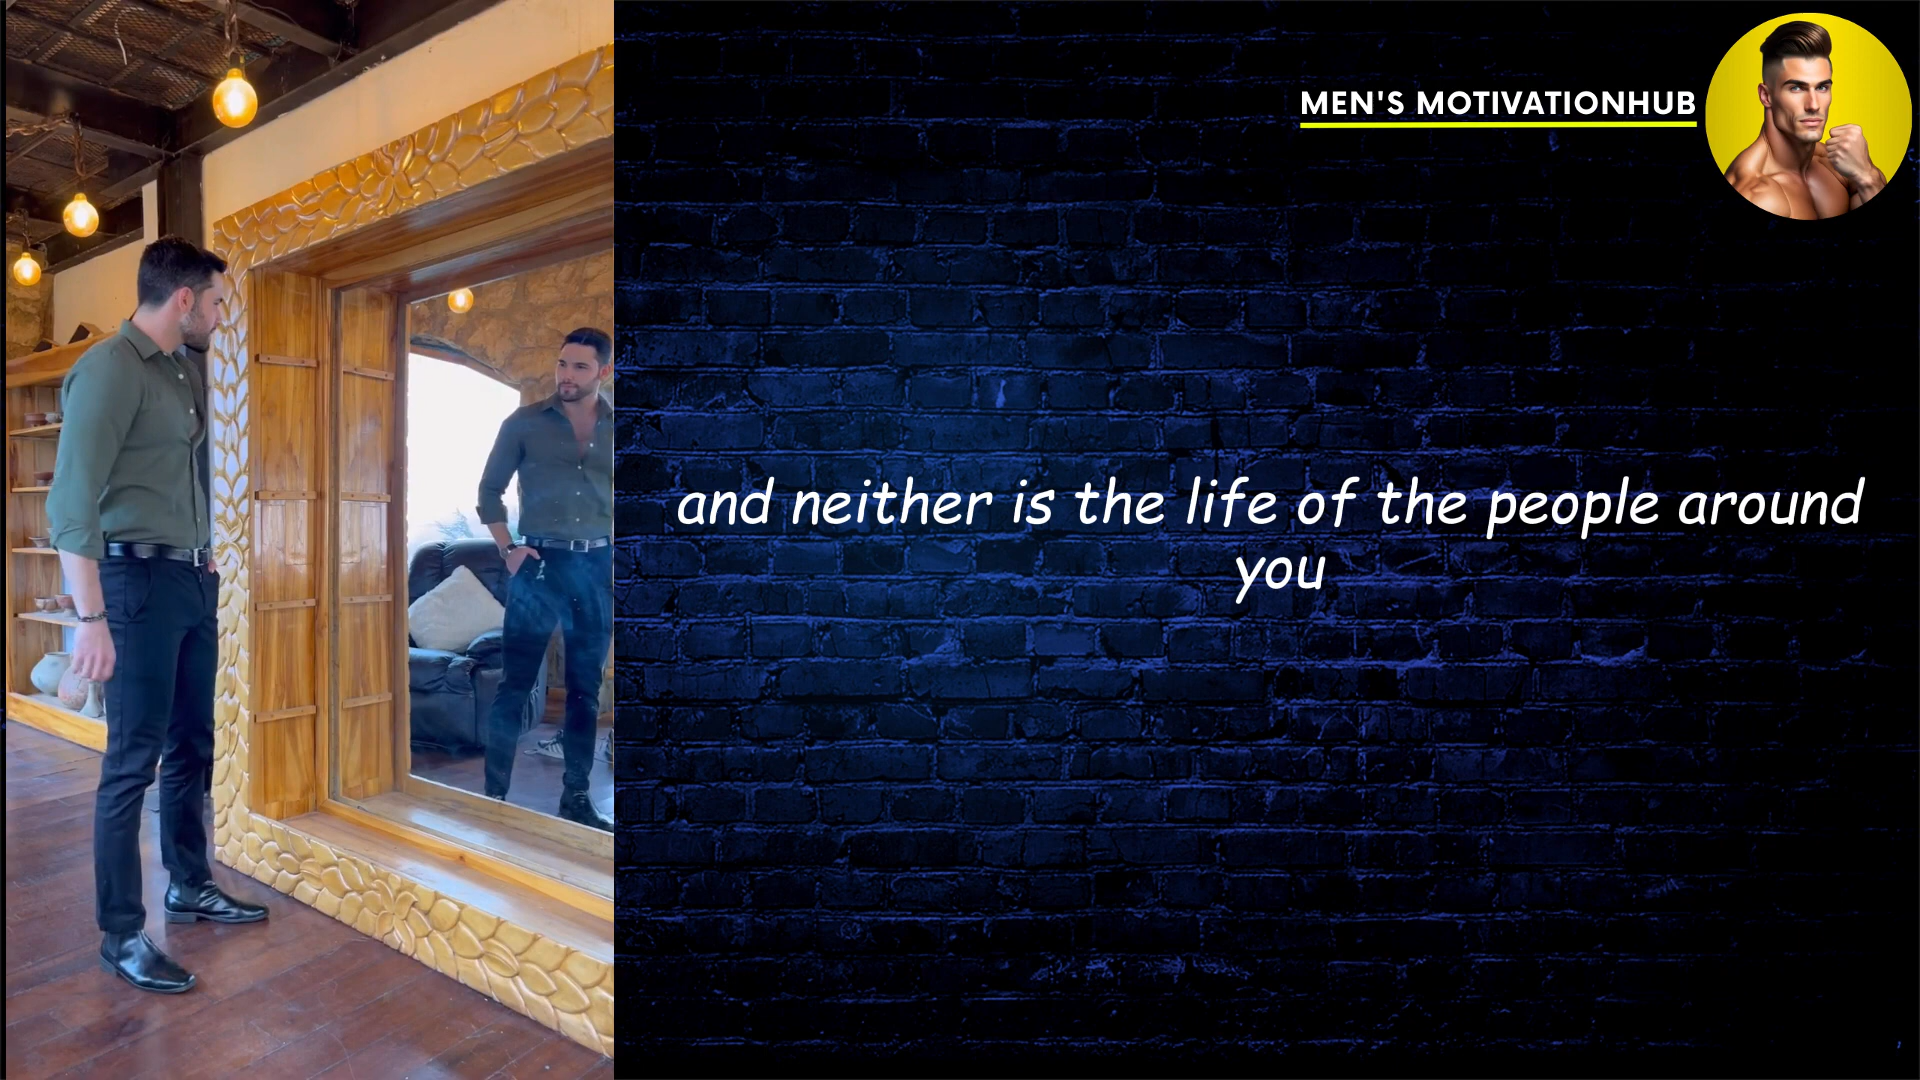 MEN'S MOTIVATIONHUB
and neither is the life of the people around
you